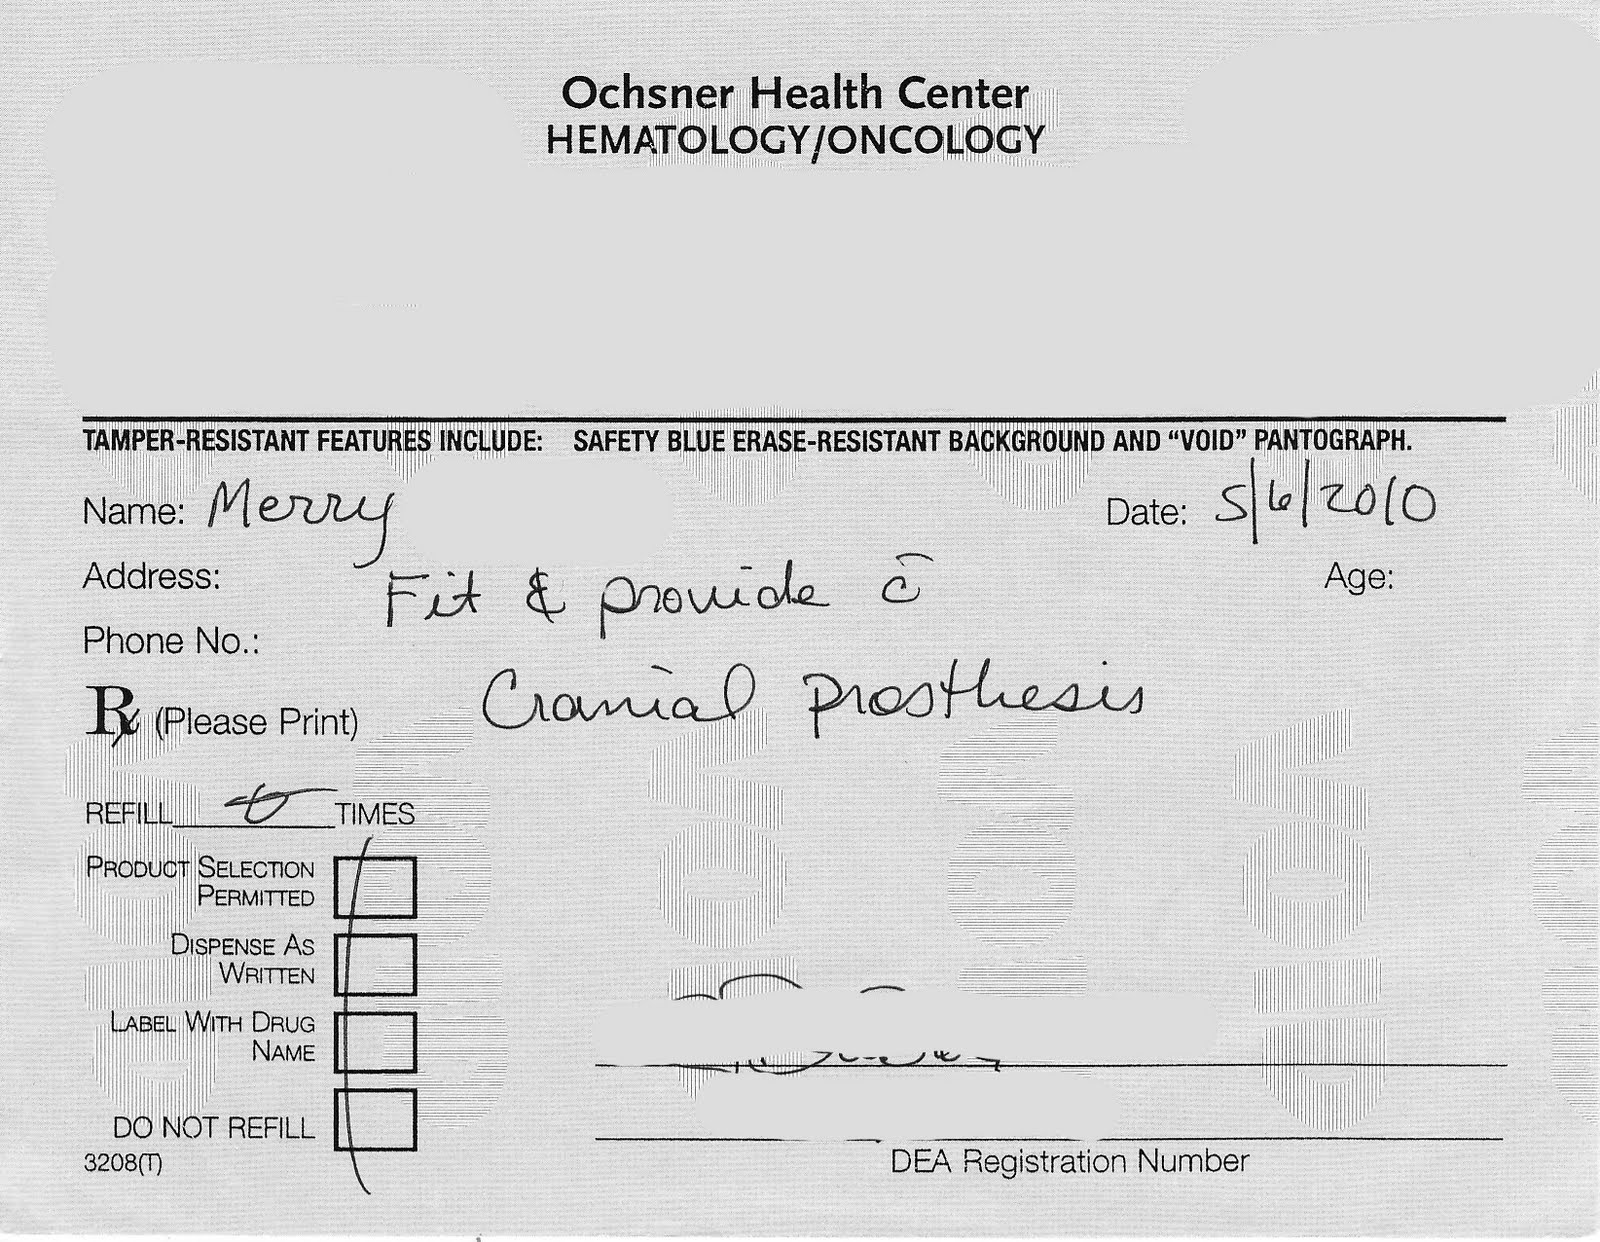 Ochsner Health Center
HEMATOLOGY/ONCOLOGY
TAMPER-RESISTANT FEATURES INCLUDE: SAFETY BLUE ERASE-RESISTANT BACKGROUND AND “VOID” PANTOGRAPH.
Name: Merry Date: 5/6/2010
Address: Age:
Fit & provide c̄
Phone No.:
Cranial prosthesis
Rx (Please Print)
REFILL 0 TIMES
PRODUCT SELECTION
PERMITTED
DISPENSE AS
WRITTEN
LABEL WITH DRUG
NAME
DO NOT REFILL
3208(T)
DEA Registration Number